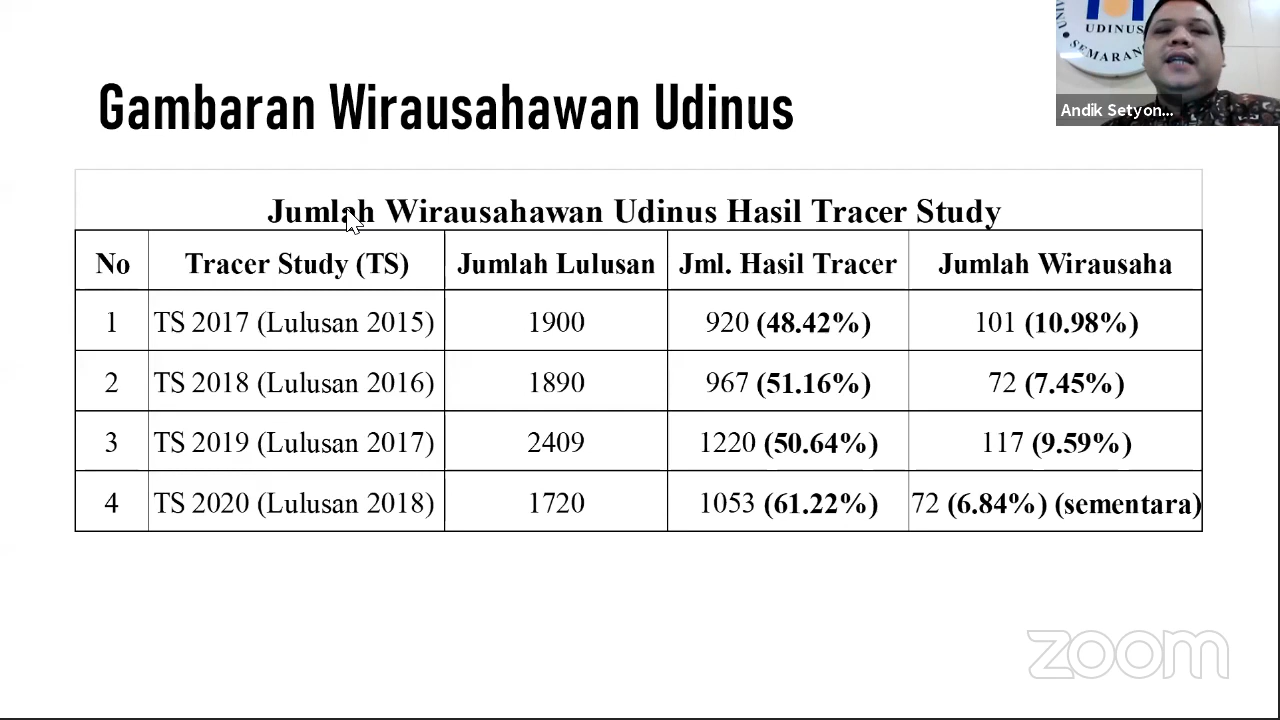 Gambaran Wirausahawan Udinus
UDINUS
SEMARANG
Andik Setyon...
Jumlah Wirausahawan Udinus Hasil Tracer Study
No Tracer Study (TS) Jumlah Lulusan Jml. Hasil Tracer Jumlah Wirausaha
1 TS 2017 (Lulusan 2015) 1900 920 (48.42%) 101 (10.98%)
2 TS 2018 (Lulusan 2016) 1890 967 (51.16%) 72 (7.45%)
3 TS 2019 (Lulusan 2017) 2409 1220 (50.64%) 117 (9.59%)
4 TS 2020 (Lulusan 2018) 1720 1053 (61.22%) 72 (6.84%) (sementara)
zoom